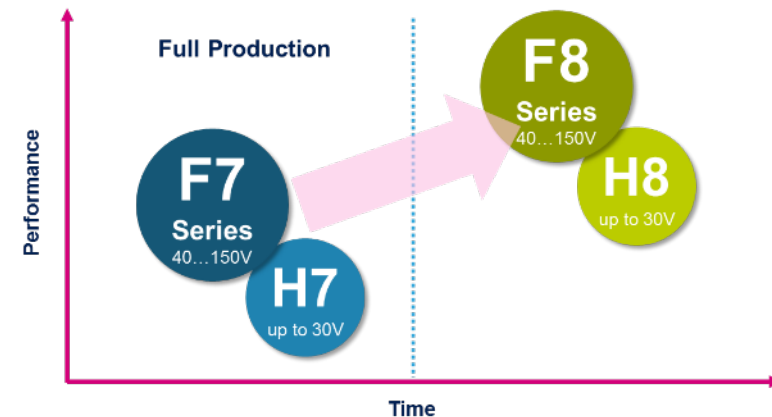 Full Production
F8
Series
40...150V
H8
up to 30V
F7
Series
40...150V
H7
up to 30V
Performance
Time